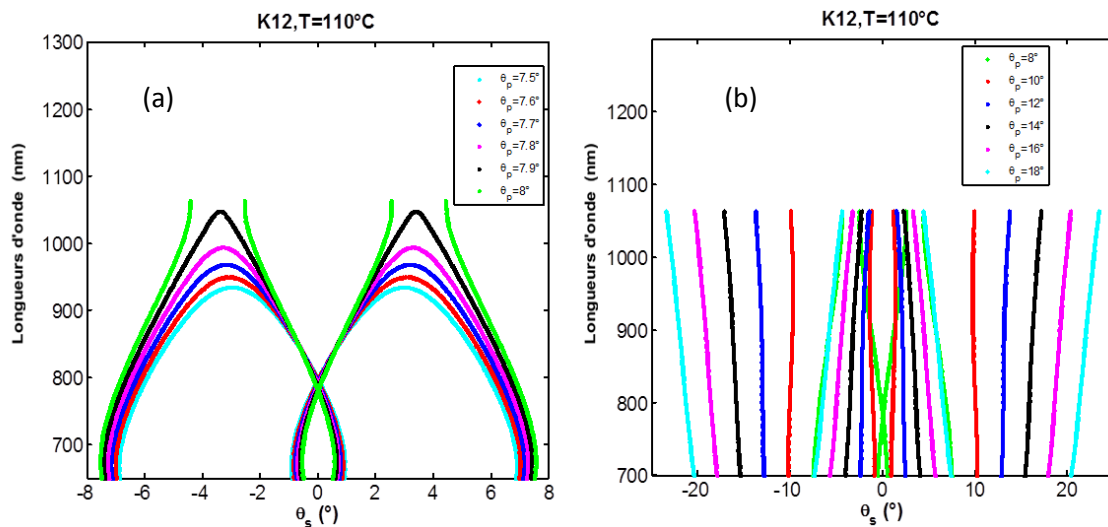 K12,T=110°C
1300
1200
1100
1000
900
800
700
Longueurs d'onde (nm)
(a)
θp=7.5°
θp=7.6°
θp=7.7°
θp=7.8°
θp=7.9°
θp=8°
-8 -6 -4 -2 0 2 4 6 8
θs (°)
K12,T=110°C
1200
1100
1000
900
800
700
Longueurs d'onde (nm)
(b)
θp=8°
θp=10°
θp=12°
θp=14°
θp=16°
θp=18°
-20 -10 0 10 20
θs (°)